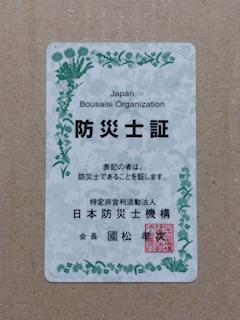 Japan
Bousaisi Organization
防災士証
表記の者は、
防災士であることを証します。
特定非営利活動法人
日本防災士機構
会長 國松孝次